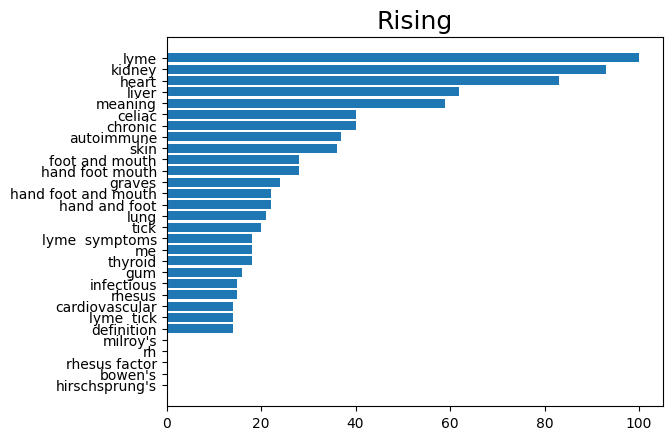 Rising
lyme
kidney
heart
liver
meaning
celiac
chronic
autoimmune
skin
foot and mouth
hand foot mouth
graves
hand foot and mouth
hand and foot
lung
tick
lyme  symptoms
me
thyroid
gum
infectious
rhesus
cardiovascular
lyme  tick
definition
milroy's
rh
rhesus factor
bowen's
hirschsprung's
0 20 40 60 80 100